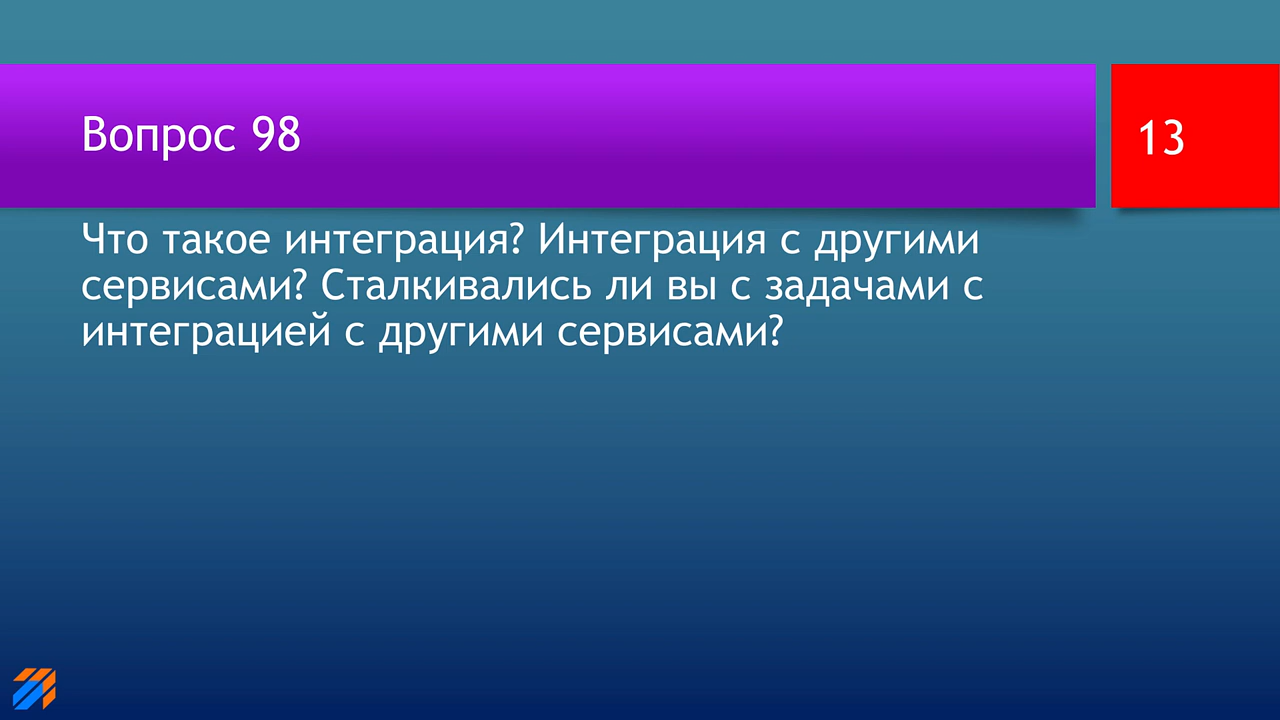 Вопрос 98
13
Что такое интеграция? Интеграция с другими
сервисами? Сталкивались ли вы с задачами с
интеграцией с другими сервисами?